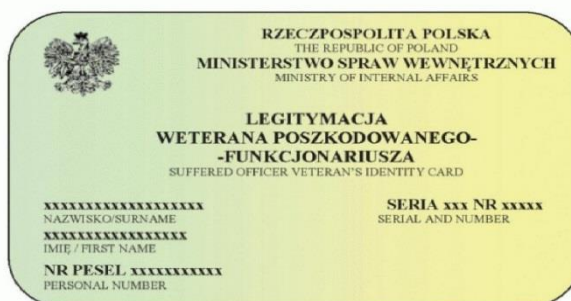 RZECZPOSPOLITA POLSKA
THE REPUBLIC OF POLAND
MINISTERSTWO SPRAW WEWNĘTRZNYCH
MINISTRY OF INTERNAL AFFAIRS
LEGITYMACJA
WETERANA POSZKODOWANEGO-
-FUNKCJONARIUSZA
SUFFERED OFFICER VETERAN'S IDENTITY CARD
xxxxxxxxxxxxxxxxxxx
NAZWISKO/SURNAME
SERIA xxx NR xxxxx
SERIAL AND NUMBER
xxxxxxxxxxxxxxxxx
IMIĘ / FIRST NAME
NR PESEL xxxxxxxxxxx
PERSONAL NUMBER